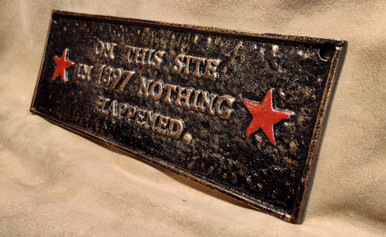 ON THIS SITE
IN 1897 NOTHING
HAPPENED.